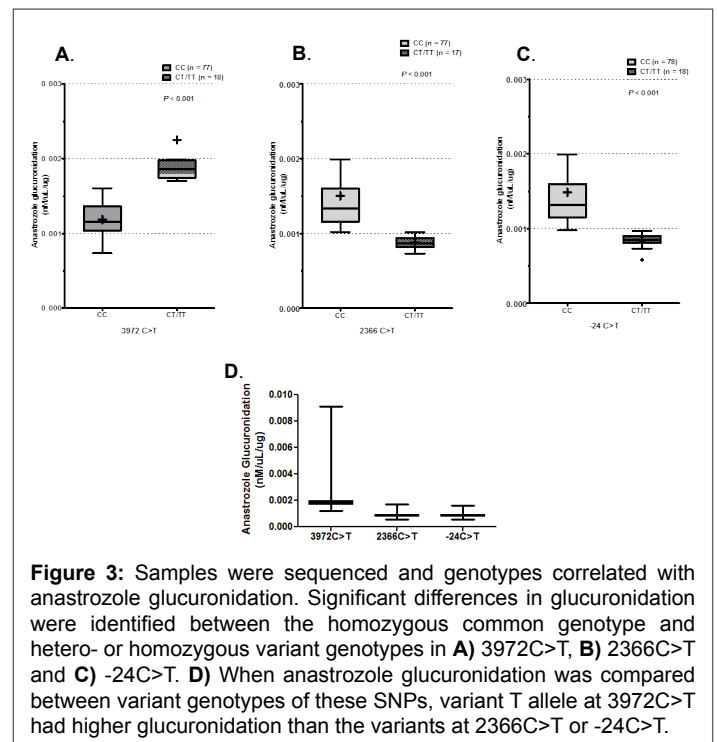 A.
CC (n = 77)
CT/TT (n = 18)
P < 0.001
0.003
0.002
0.001
0.000
Anastrozole glucuronidation
(nM/uL/ug)
CC
CT/TT
3972 C>T
B.
CC (n = 77)
CT/TT (n = 17)
P < 0.001
0.003
0.002
0.001
0.000
Anastrozole glucuronidation
(nM/uL/ug)
CC
CT/TT
2366 C>T
C.
CC (n = 78)
CT/TT (n = 18)
P < 0.001
0.003
0.002
0.001
0.000
Anastrozole glucuronidation
(nM/uL/ug)
CC
CT/TT
-24 C>T
D.
0.010
0.008
0.006
0.004
0.002
0.000
Anastrozole Glucuronidation
(nM/uL/ug)
3972C>T
2366C>T
-24C>T
Figure 3: Samples were sequenced and genotypes correlated with
anastrozole glucuronidation. Significant differences in glucuronidation
were identified between the homozygous common genotype and
hetero- or homozygous variant genotypes in A) 3972C>T, B) 2366C>T
and C) -24C>T. D) When anastrozole glucuronidation was compared
between variant genotypes of these SNPs, variant T allele at 3972C>T
had higher glucuronidation than the variants at 2366C>T or -24C>T.